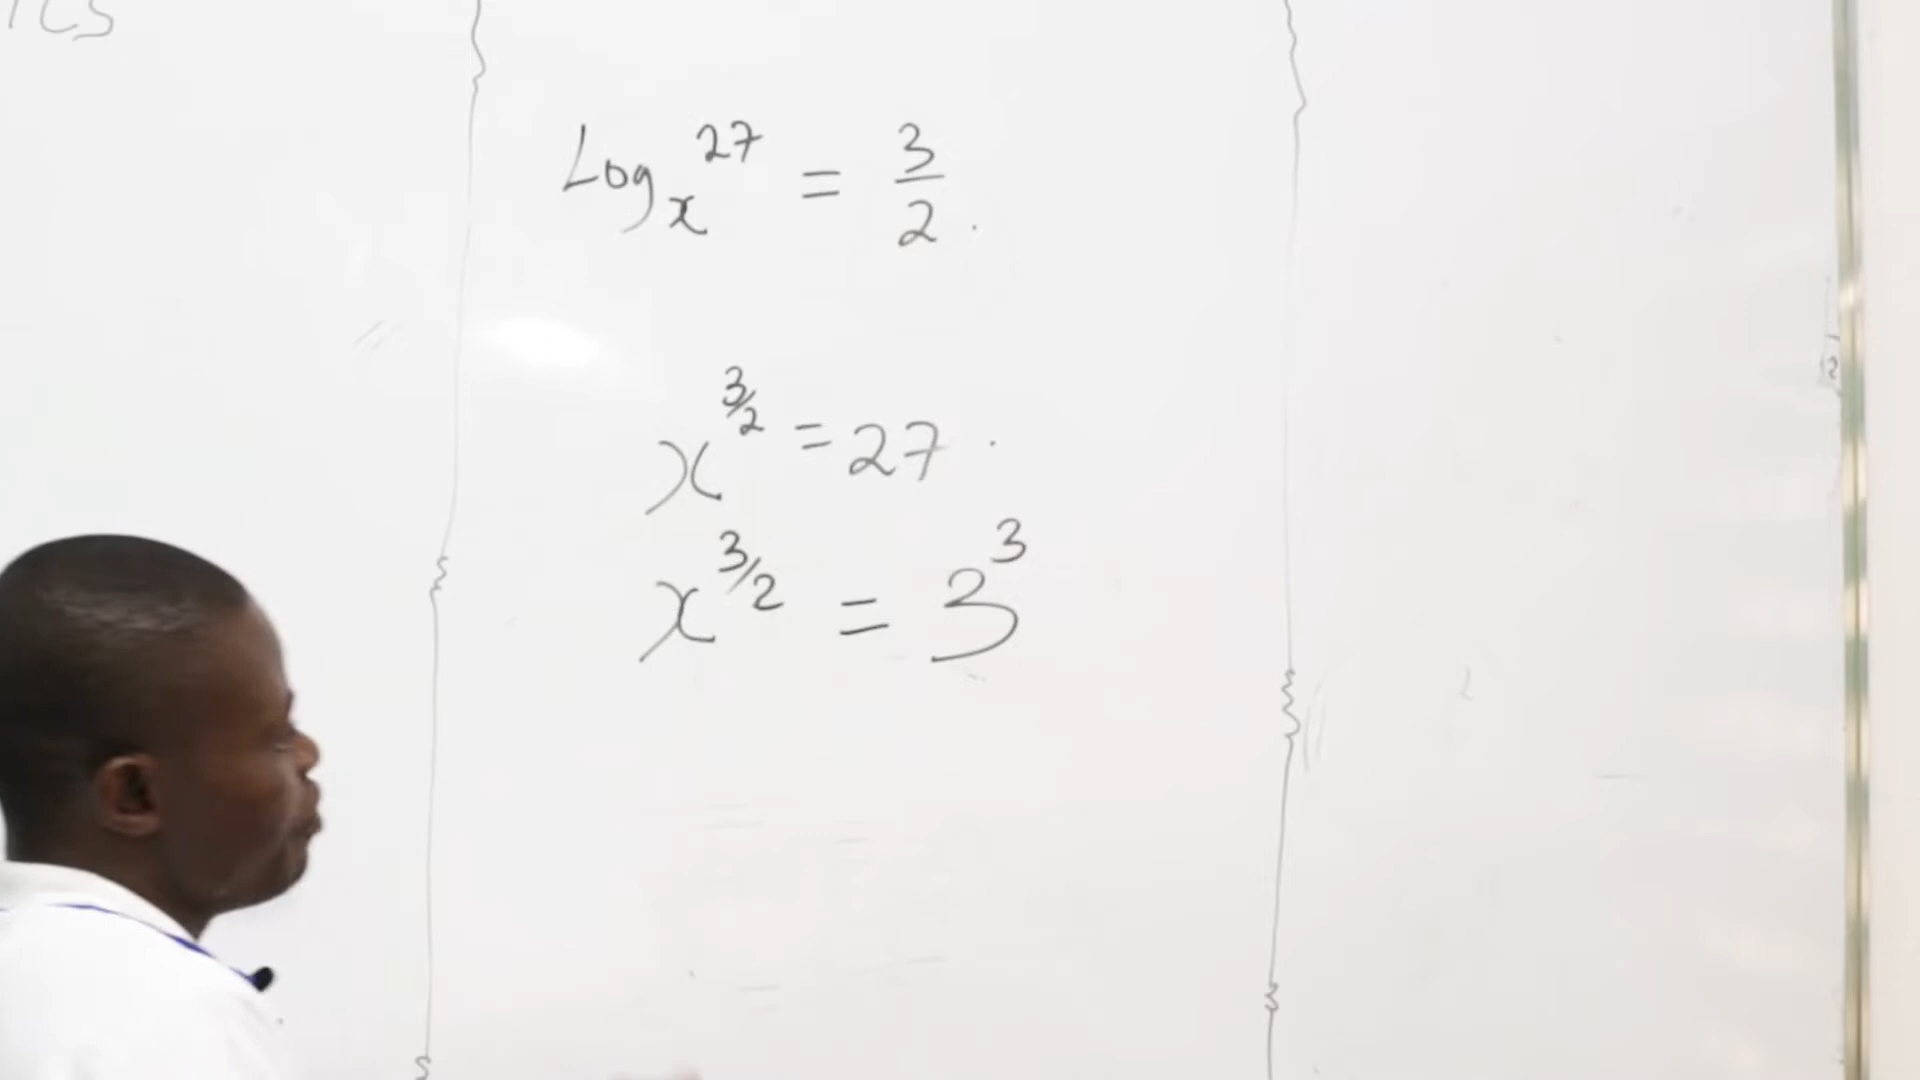 Log_x^27 = 3/2.
x^3/2 = 27.
x^3/2 = 3^3